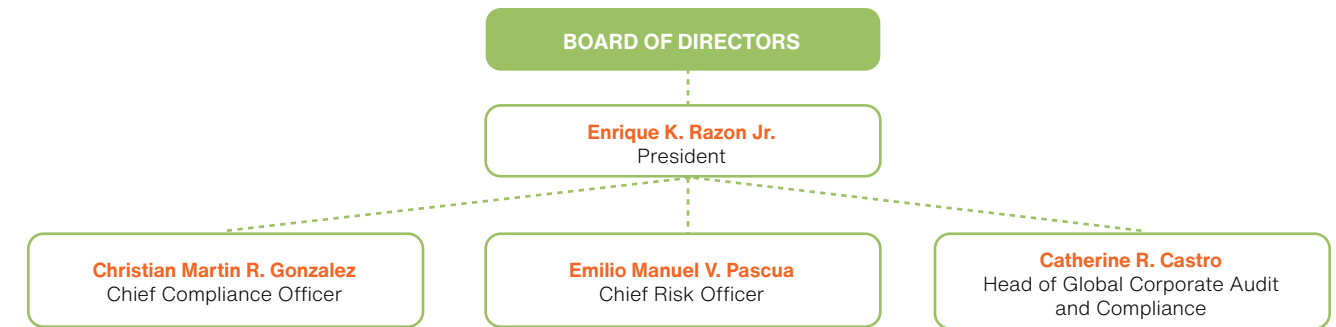 BOARD OF DIRECTORS
Enrique K. Razon Jr.
President
Christian Martin R. Gonzalez
Chief Compliance Officer
Emilio Manuel V. Pascua
Chief Risk Officer
Catherine R. Castro
Head of Global Corporate Audit
and Compliance